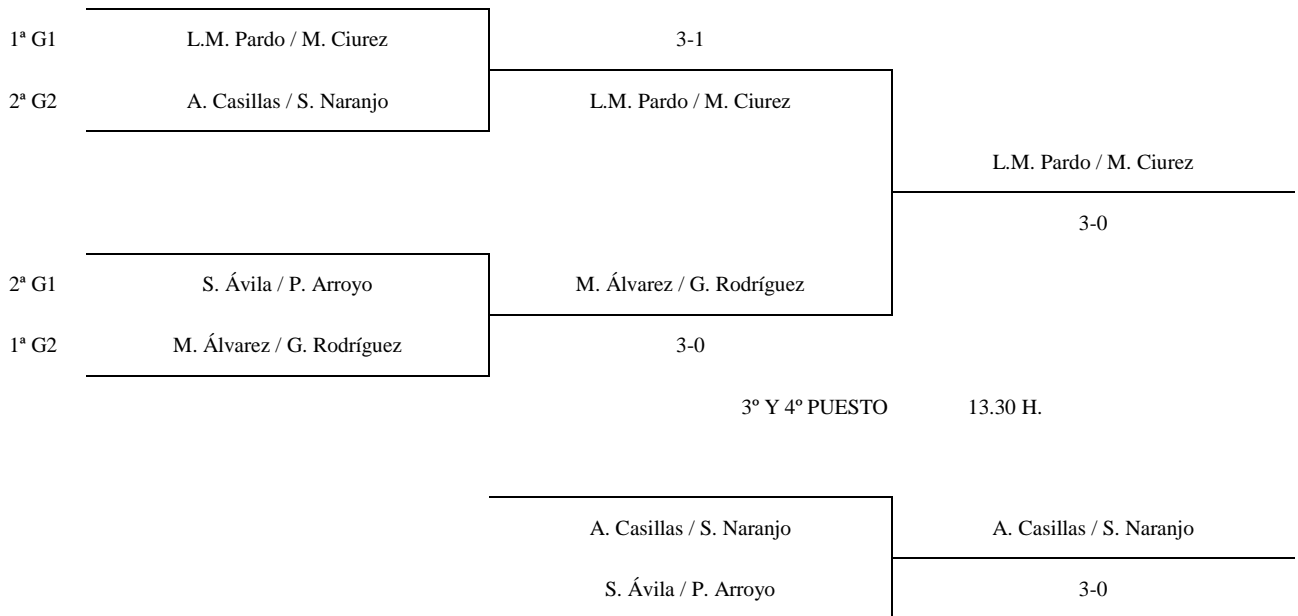 1ª G1 L.M. Pardo / M. Ciurez 3-1
2ª G2 A. Casillas / S. Naranjo L.M. Pardo / M. Ciurez
L.M. Pardo / M. Ciurez
3-0
2ª G1 S. Ávila / P. Arroyo M. Álvarez / G. Rodríguez
1ª G2 M. Álvarez / G. Rodríguez 3-0
3º Y 4º PUESTO 13.30 H.
A. Casillas / S. Naranjo A. Casillas / S. Naranjo
S. Ávila / P. Arroyo 3-0